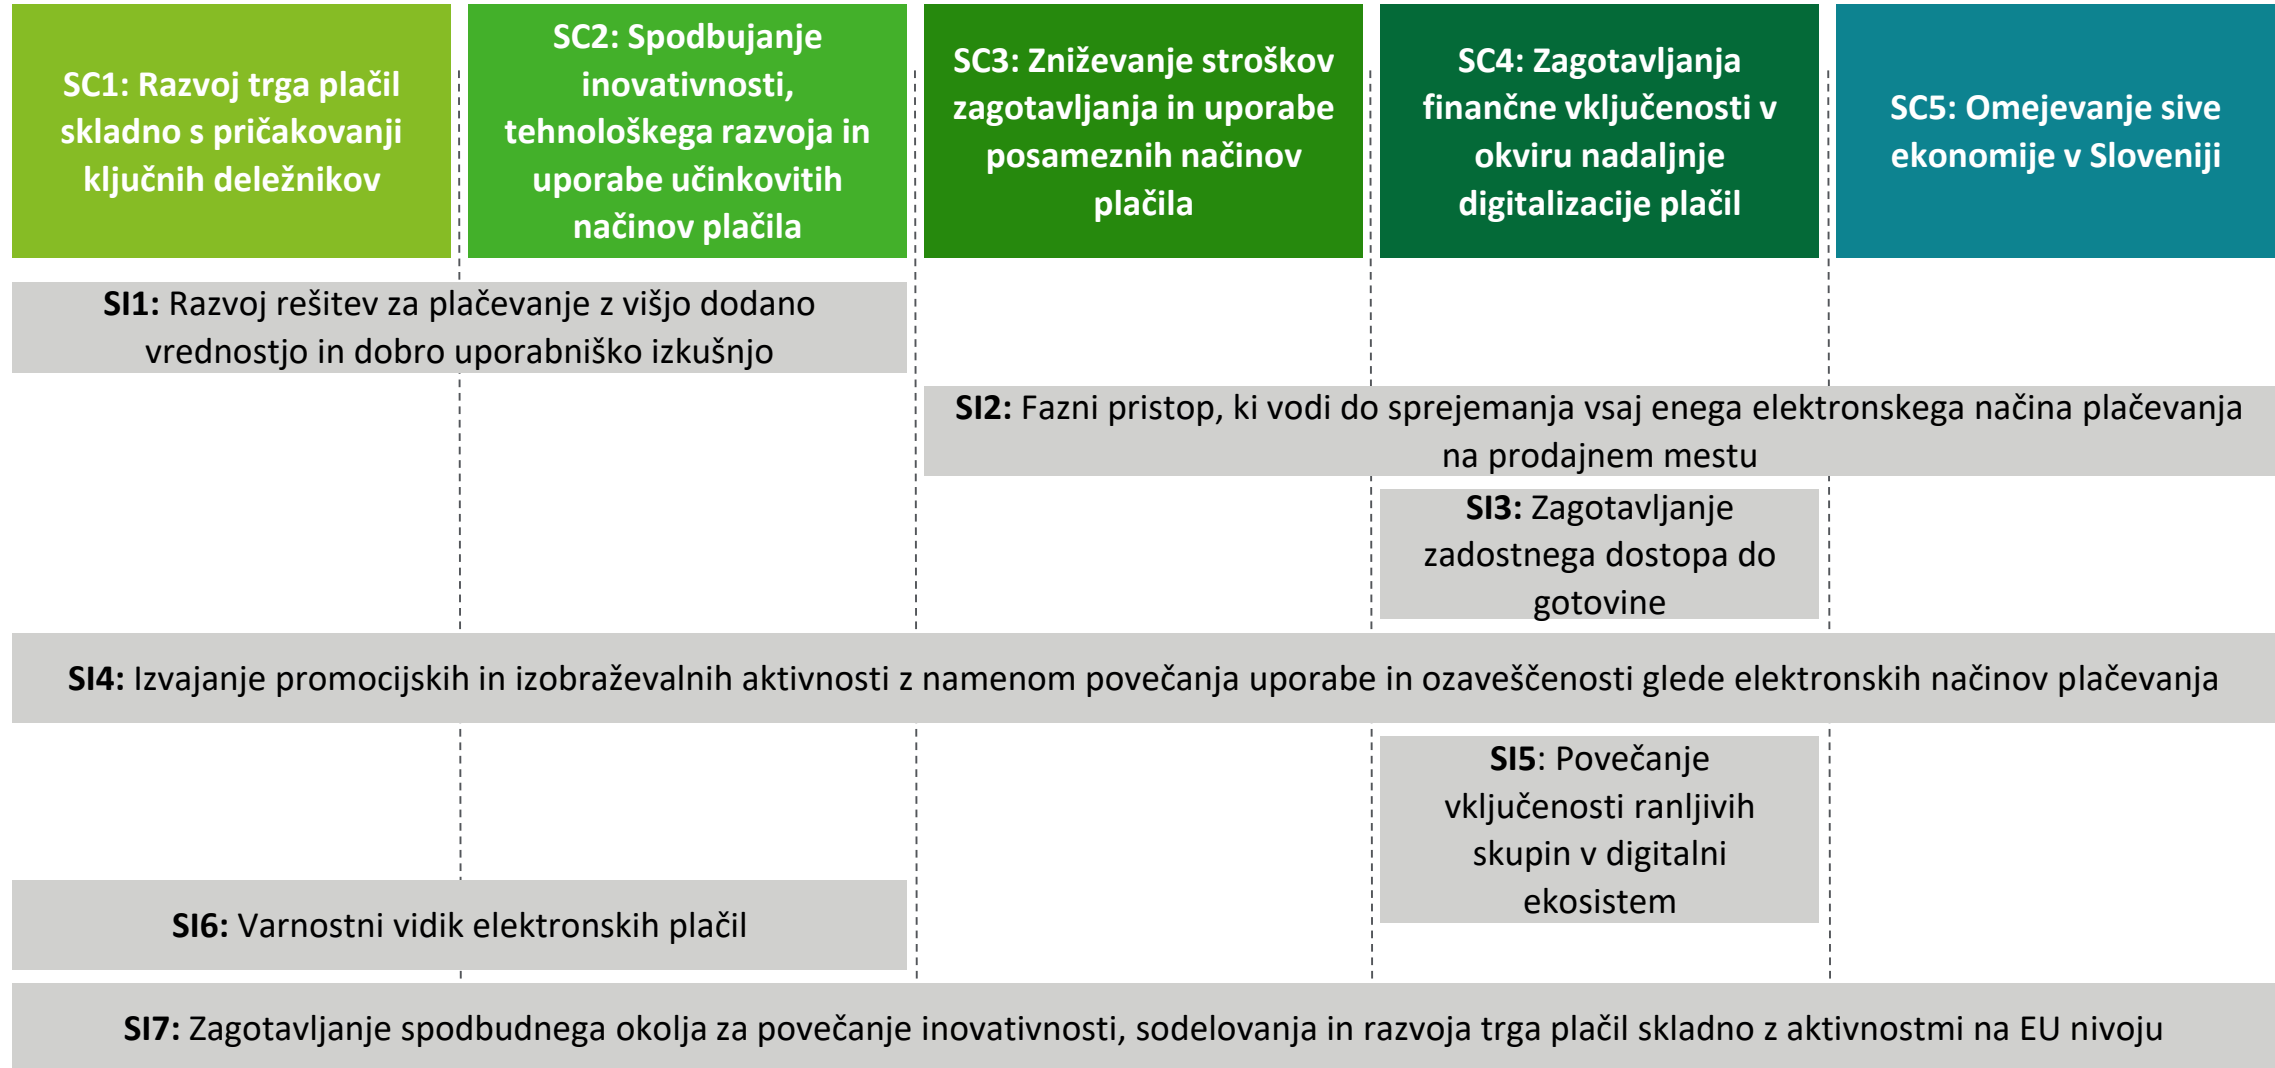 SC1: Razvoj trga plačil
skladno s pričakovanji
ključnih deležnikov
SC2: Spodbujanje
inovativnosti,
tehnološkega razvoja in
uporabe učinkovitih
načinov plačila
SC3: Zniževanje stroškov
zagotavljanja in uporabe
posameznih načinov
plačila
SC4: Zagotavljanja
finančne vključenosti v
okviru nadaljnje
digitalizacije plačil
SC5: Omejevanje sive
ekonomije v Sloveniji
SI1: Razvoj rešitev za plačevanje z višjo dodano
vrednostjo in dobro uporabniško izkušnjo
SI2: Fazni pristop, ki vodi do sprejemanja vsaj enega elektronskega načina plačevanja
na prodajnem mestu
SI3: Zagotavljanje
zadostnega dostopa do
gotovine
SI4: Izvajanje promocijskih in izobraževalnih aktivnosti z namenom povečanja uporabe in ozaveščenosti glede elektronskih načinov plačevanja
SI5: Povečanje
vključenosti ranljivih
skupin v digitalni
ekosistem
SI6: Varnostni vidik elektronskih plačil
SI7: Zagotavljanje spodbudnega okolja za povečanje inovativnosti, sodelovanja in razvoja trga plačil skladno z aktivnostmi na EU nivoju